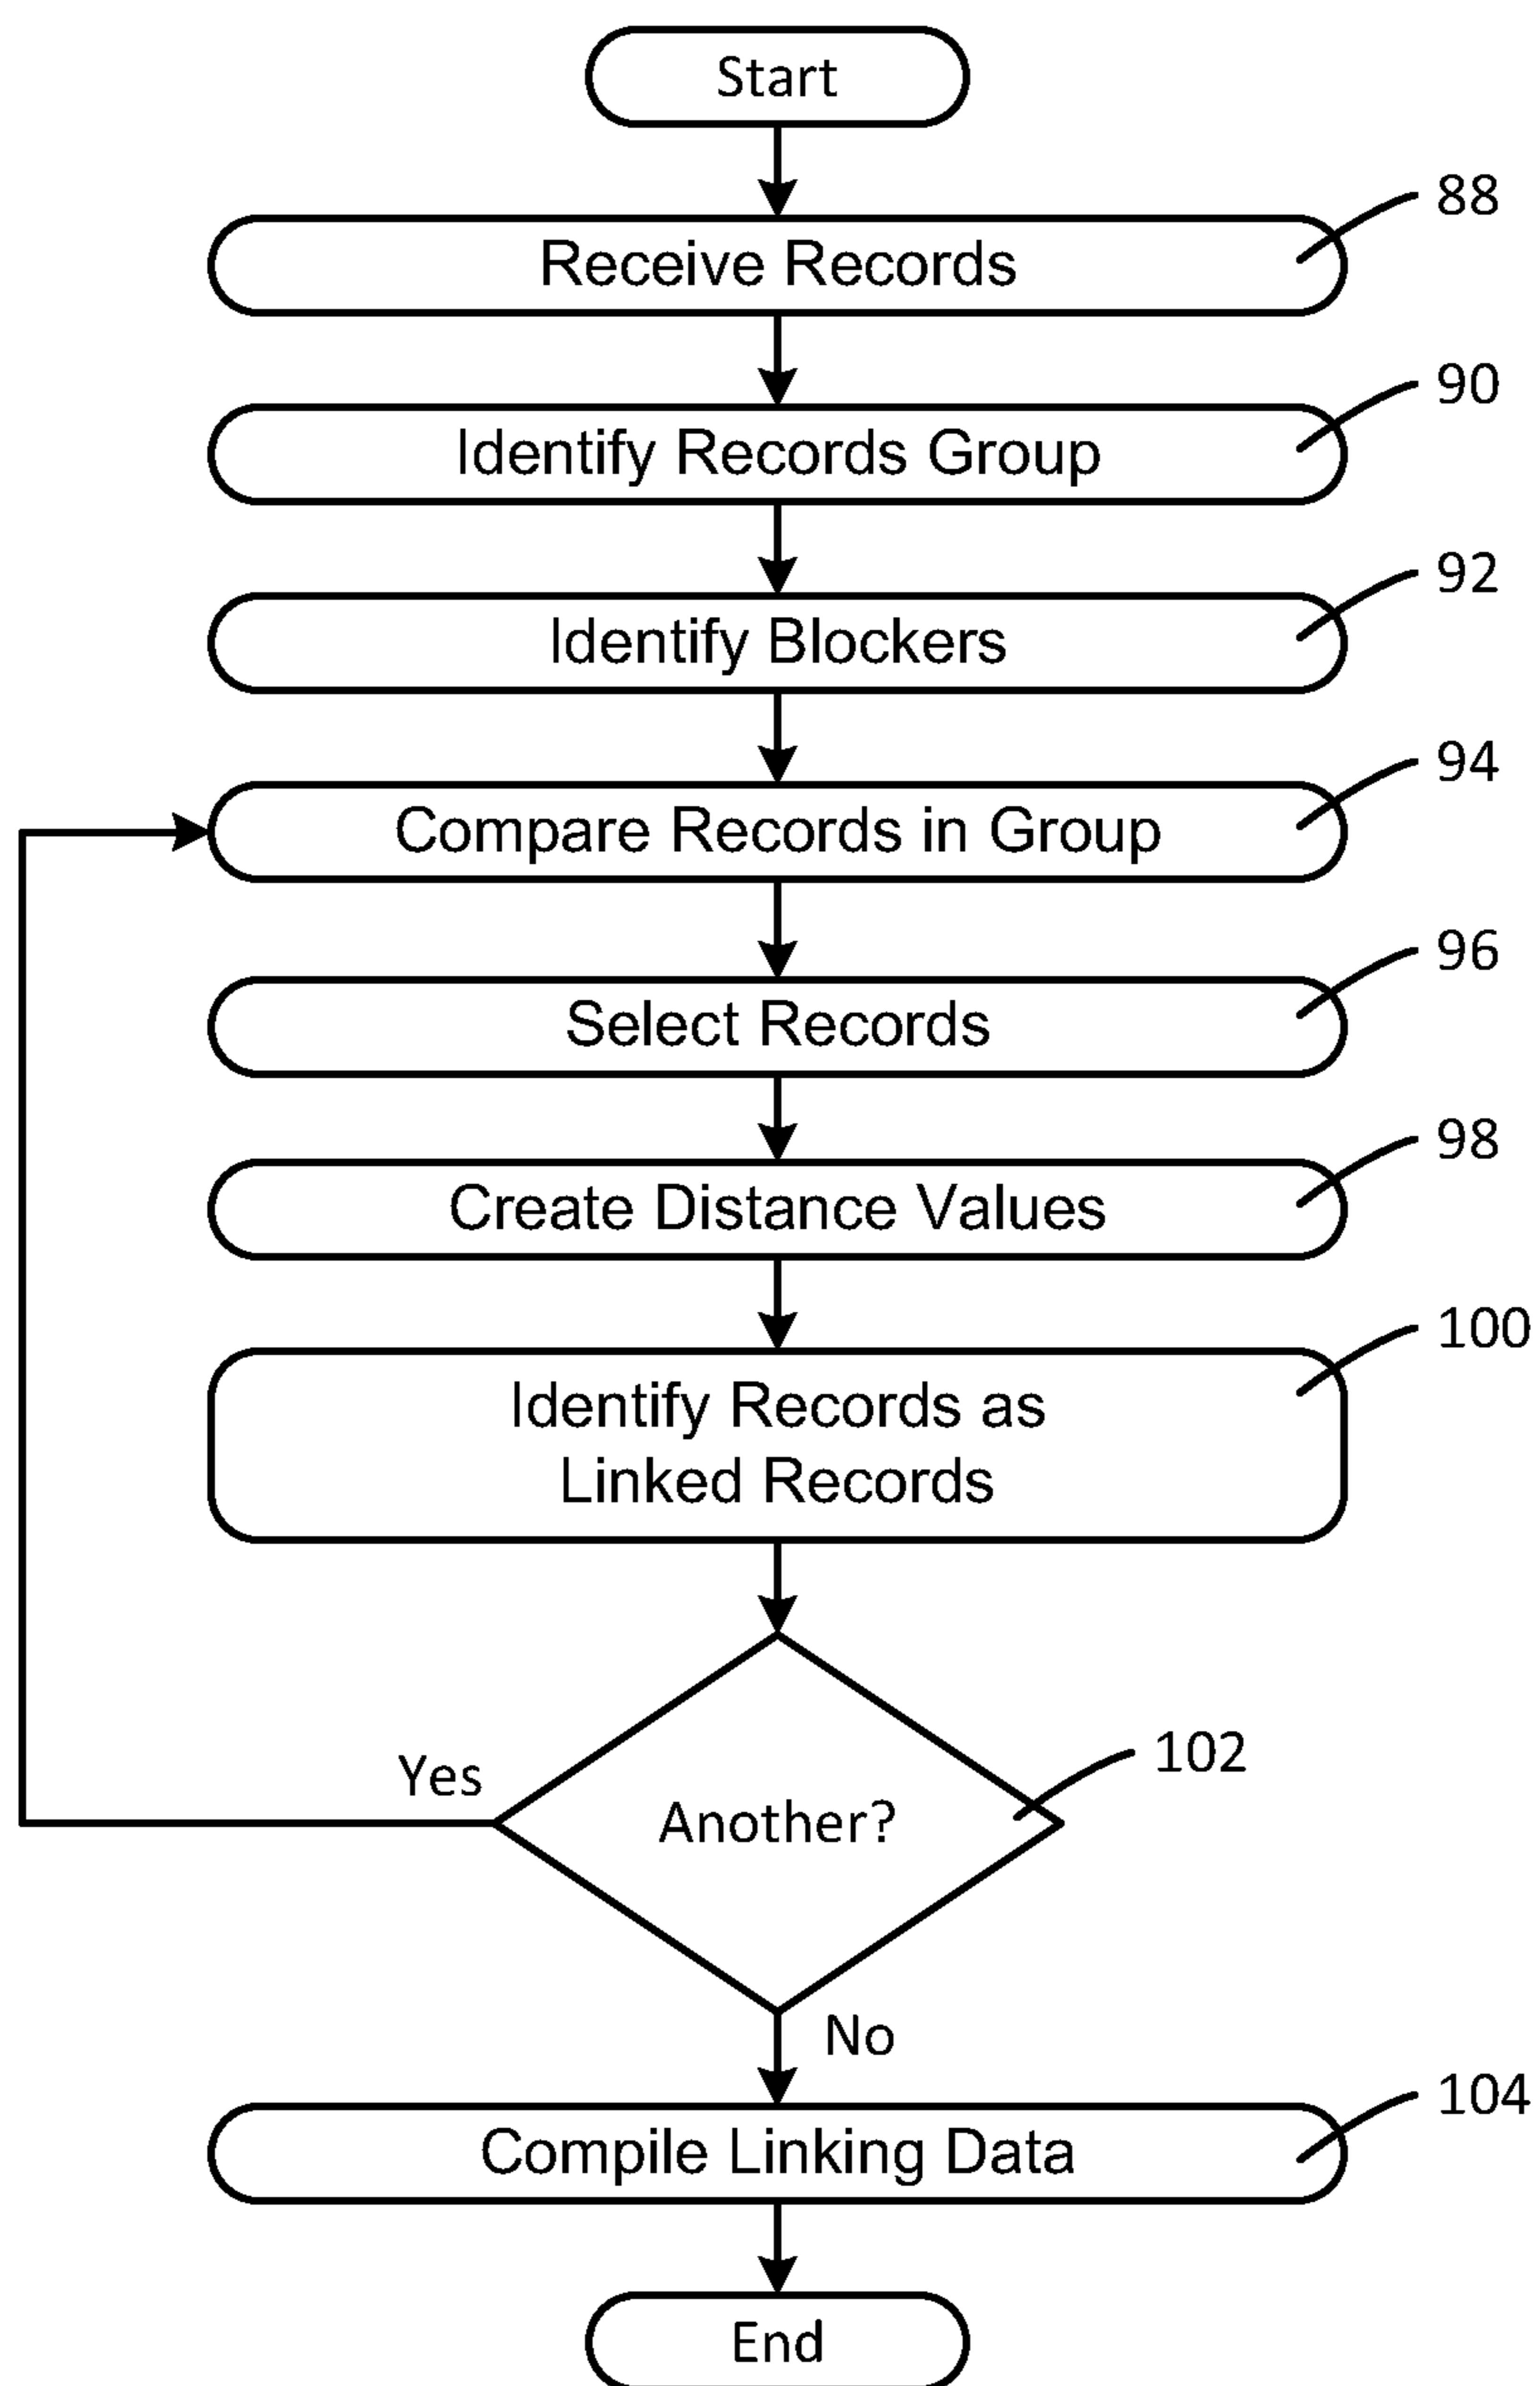 Start
88
Receive Records
90
Identify Records Group
92
Identify Blockers
94
Compare Records in Group
96
Select Records
98
Create Distance Values
100
Identify Records as
Linked Records
102
Yes
Another?
No
104
Compile Linking Data
End